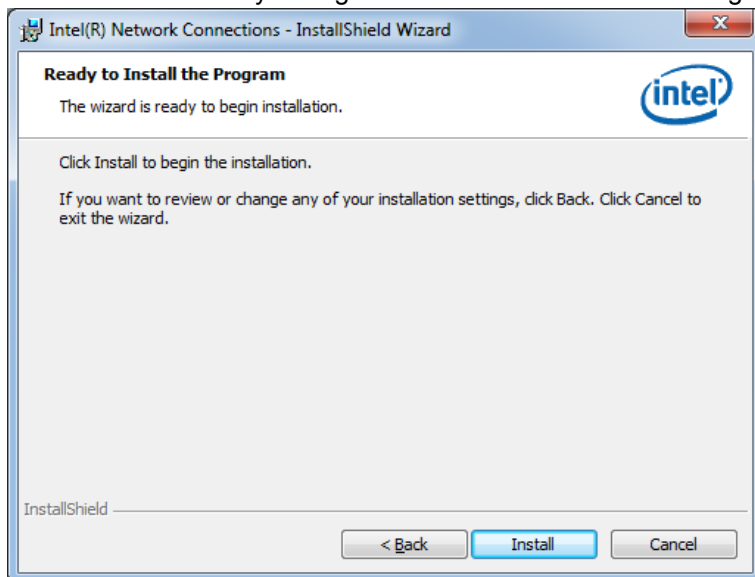 Intel(R) Network Connections - InstallShield Wizard
Ready to Install the Program
The wizard is ready to begin installation.
intel
Click Install to begin the installation.
If you want to review or change any of your installation settings, click Back. Click Cancel to
exit the wizard.
InstallShield
< Back
Install
Cancel